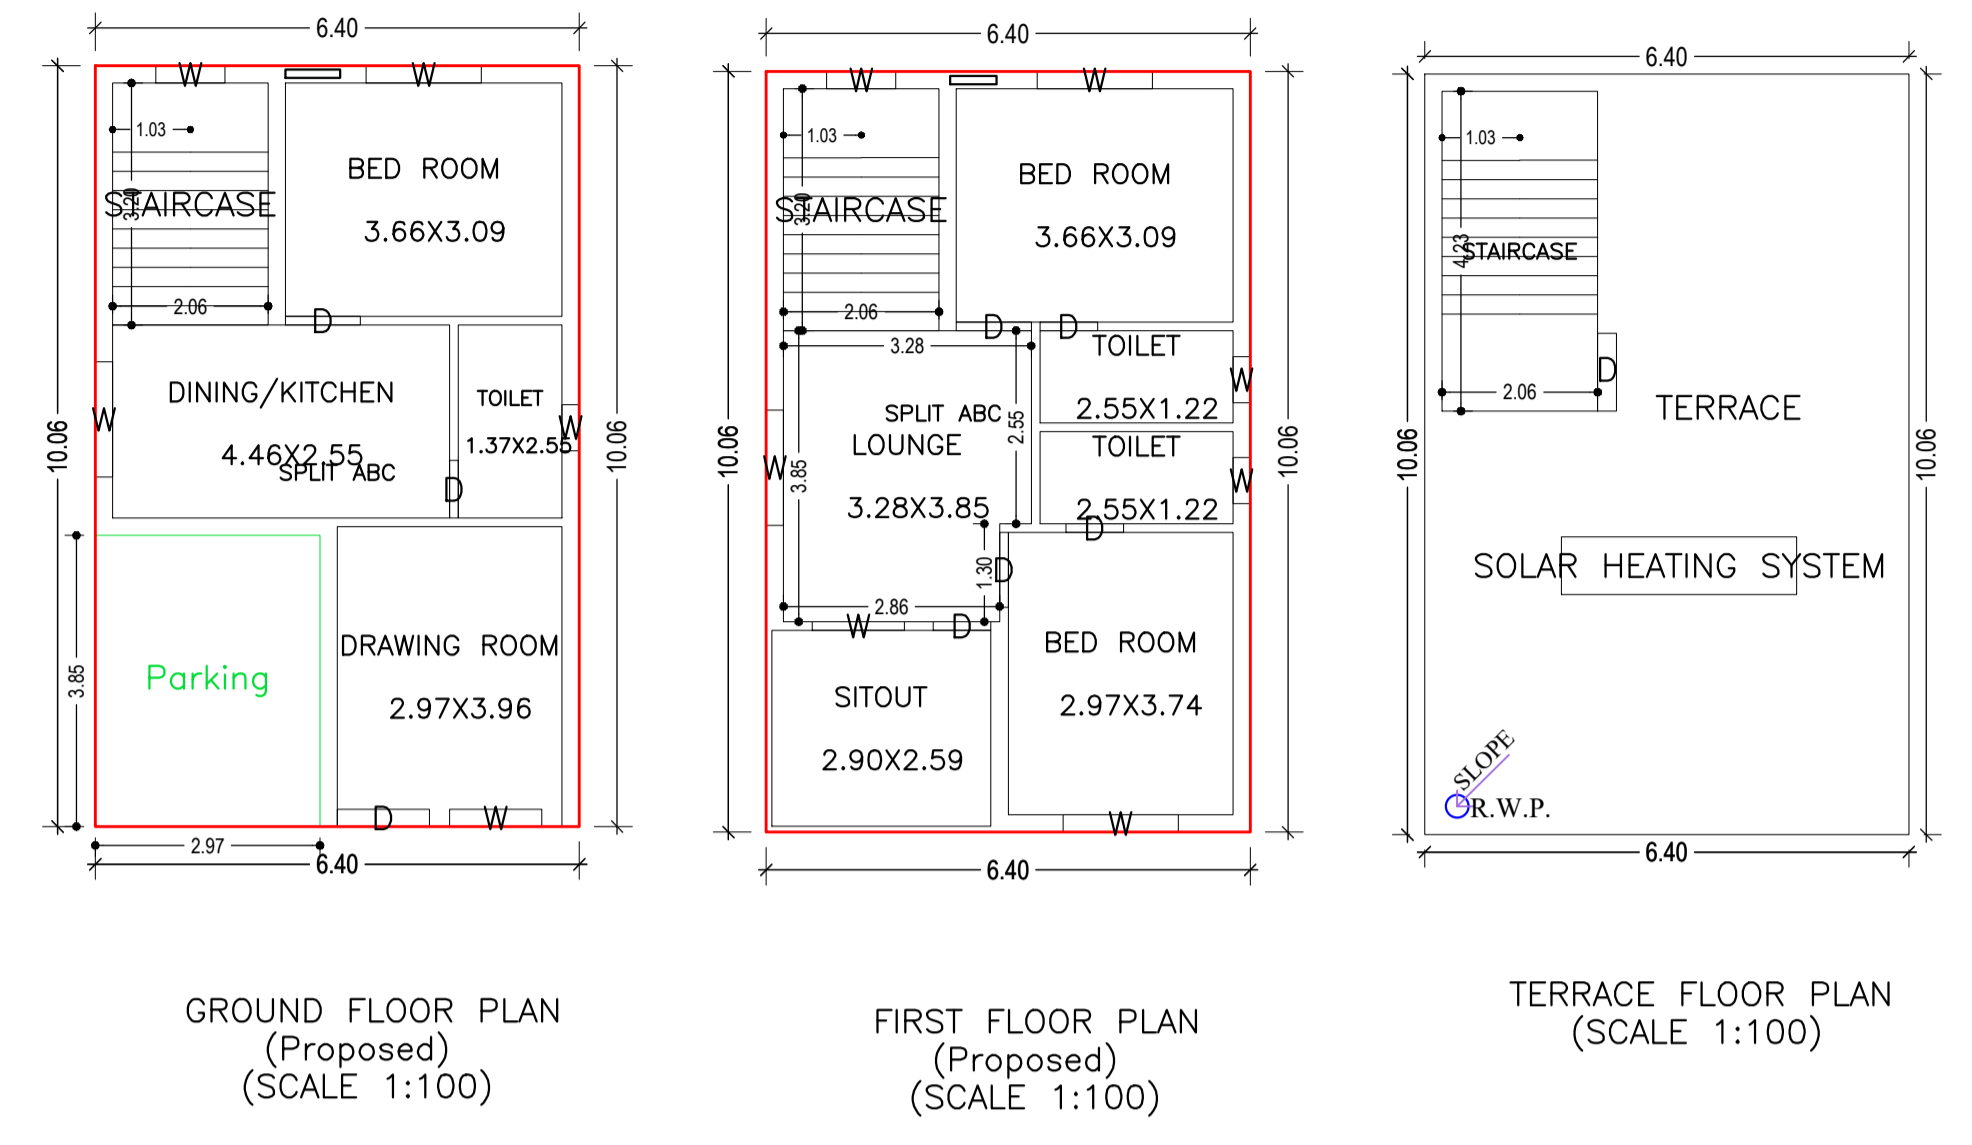 6.40
W
W
1.03
BED ROOM
3.66X3.09
STAIRCASE
3.20
2.06
D
DINING/KITCHEN
4.46X2.55
SPLIT ABC
TOILET
1.37X2.55
W
W
D
10.06
10.06
Parking
3.85
DRAWING ROOM
2.97X3.96
D
W
2.97
6.40
GROUND FLOOR PLAN
(Proposed)
(SCALE 1:100)
6.40
W
W
1.03
BED ROOM
3.66X3.09
STAIRCASE
3.20
2.06
D
D
3.28
TOILET
2.55X1.22
W
SPLIT ABC
LOUNGE
3.28X3.85
2.55
TOILET
2.55X1.22
W
W
3.85
10.06
10.06
D
D
1.30
2.86
W
D
BED ROOM
2.97X3.74
SITOUT
2.90X2.59
W
6.40
FIRST FLOOR PLAN
(Proposed)
(SCALE 1:100)
6.40
1.03
STAIRCASE
4.23
2.06
D
TERRACE
10.06
10.06
SOLAR HEATING SYSTEM
SLOPE
R.W.P.
6.40
TERRACE FLOOR PLAN
(SCALE 1:100)